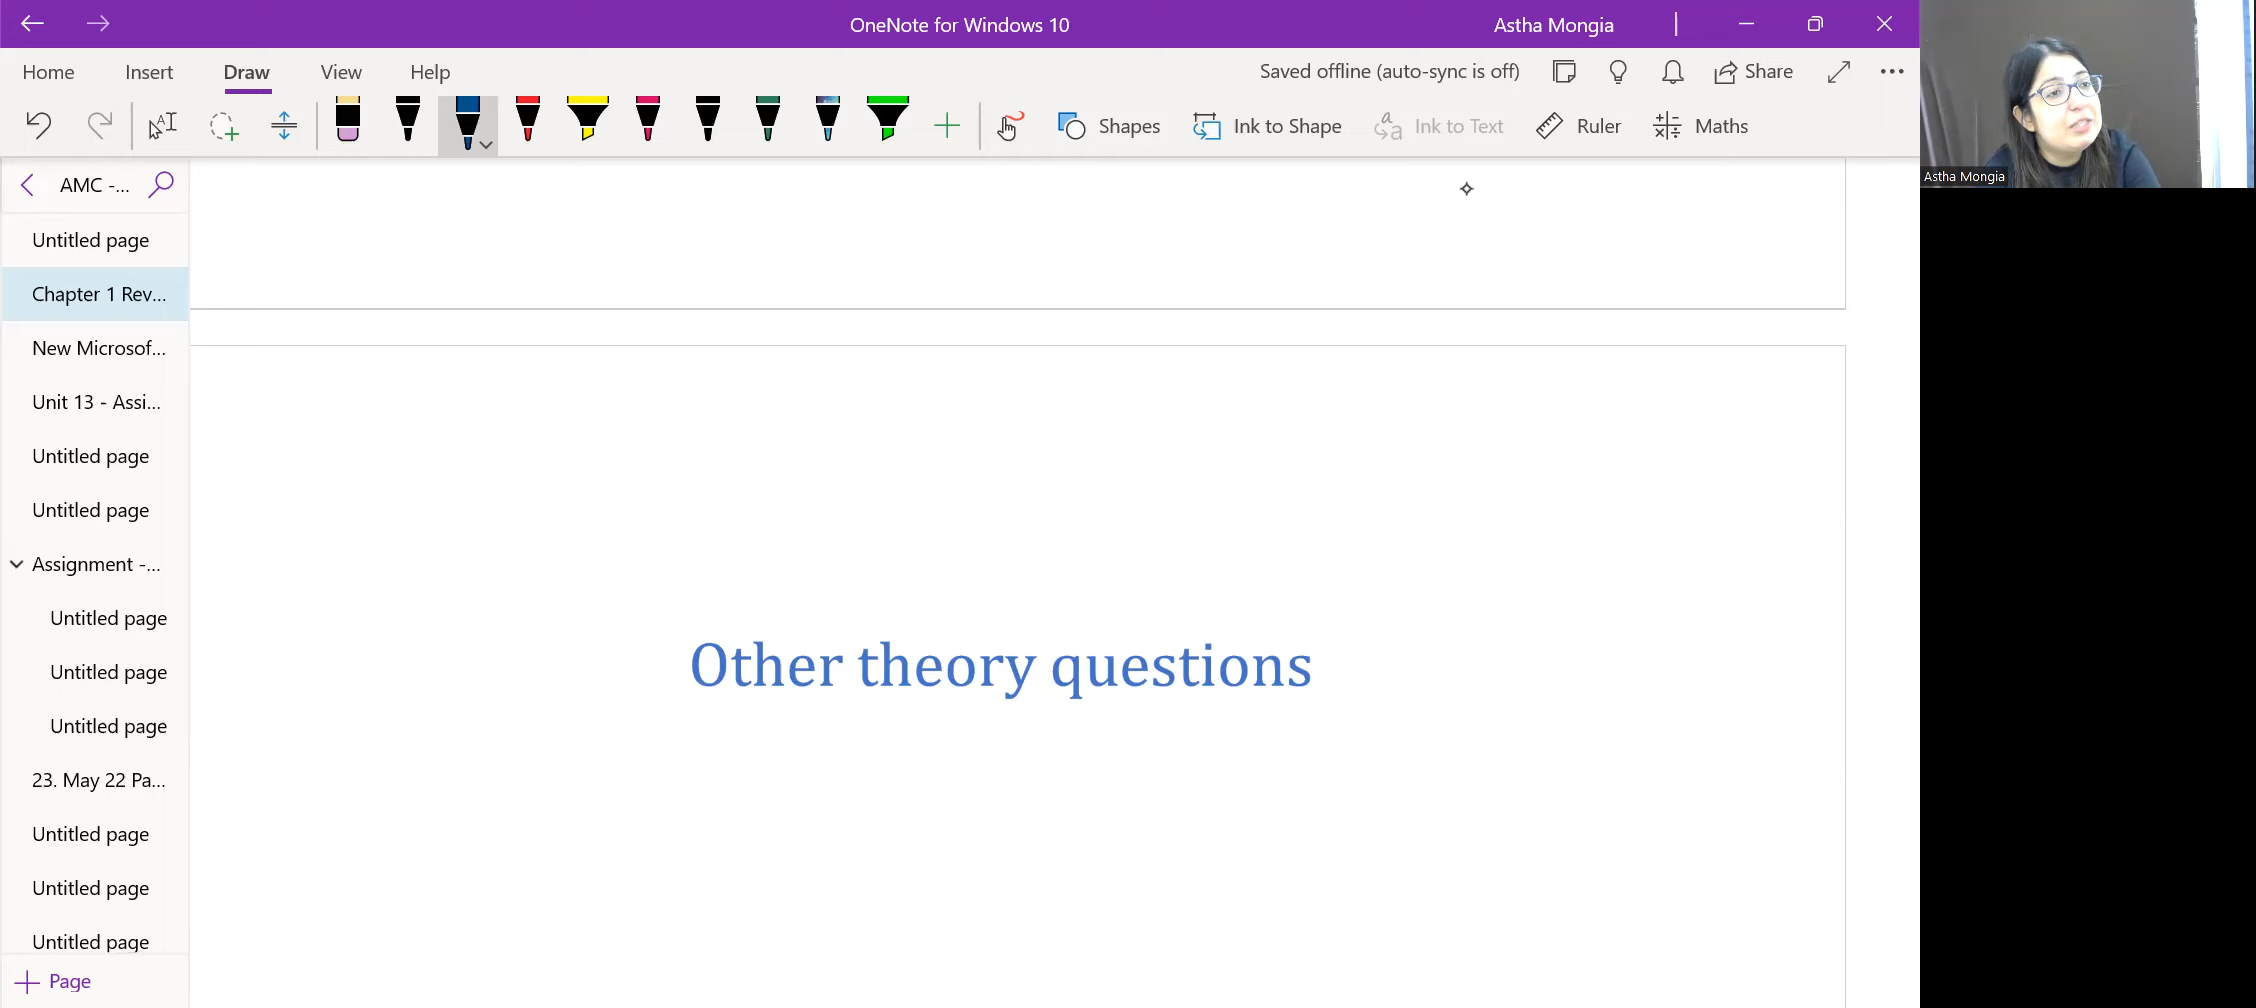 OneNote for Windows 10
Astha Mongia
Home Insert Draw View Help
Saved offline (auto-sync is off)
Share
Shapes
Ink to Shape
Ink to Text
Ruler
Maths
Astha Mongia
AMC -...
Untitled page
Chapter 1 Rev...
New Microsof...
Unit 13 - Assi...
Untitled page
Untitled page
Assignment -...
Untitled page
Untitled page
Untitled page
23. May 22 Pa...
Untitled page
Untitled page
Untitled page
Page
Other theory questions